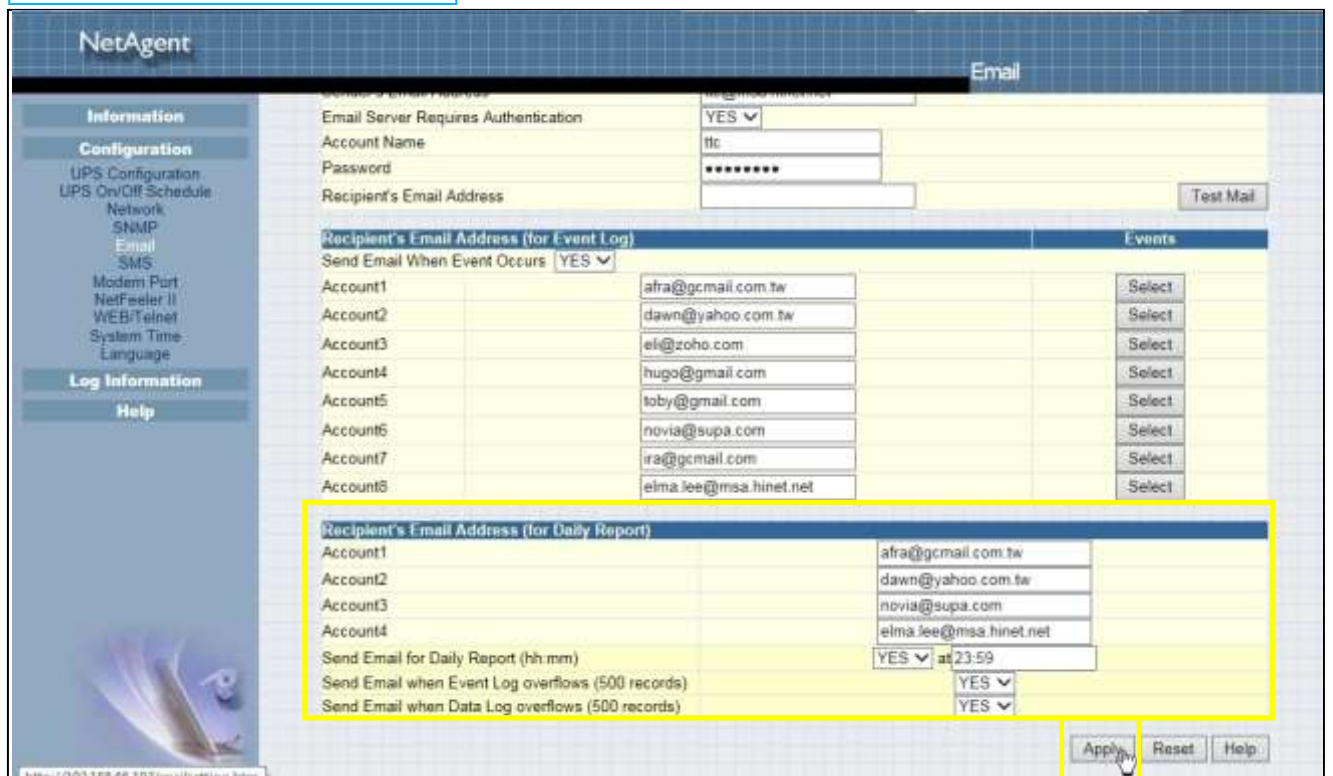 NetAgent
Email
Information
Configuration
UPS Configuration
UPS On/Off Schedule
Network
SNMP
Email
SMS
Modem Port
NetFeeler II
WEB/Telnet
System Time
Language
Log Information
Help
Sender's Email Address
Email Server Requires Authentication YES
Account Name ttc
Password ••••••••
Recipient's Email Address Test Mail
Recipient's Email Address (for Event Log) Events
Send Email When Event Occurs YES
Account1 afra@gcmail.com.tw Select
Account2 dawn@yahoo.com.tw Select
Account3 eli@zoho.com Select
Account4 hugo@gmail.com Select
Account5 toby@gmail.com Select
Account6 novia@supa.com Select
Account7 ira@gcmail.com Select
Account8 elma.lee@msa.hinet.net Select
Recipient's Email Address (for Daily Report)
Account1 afra@gcmail.com.tw
Account2 dawn@yahoo.com.tw
Account3 novia@supa.com
Account4 elma.lee@msa.hinet.net
Send Email for Daily Report (hh:mm) YES at 23:59
Send Email when Event Log overflows (500 records) YES
Send Email when Data Log overflows (500 records) YES
Apply Reset Help